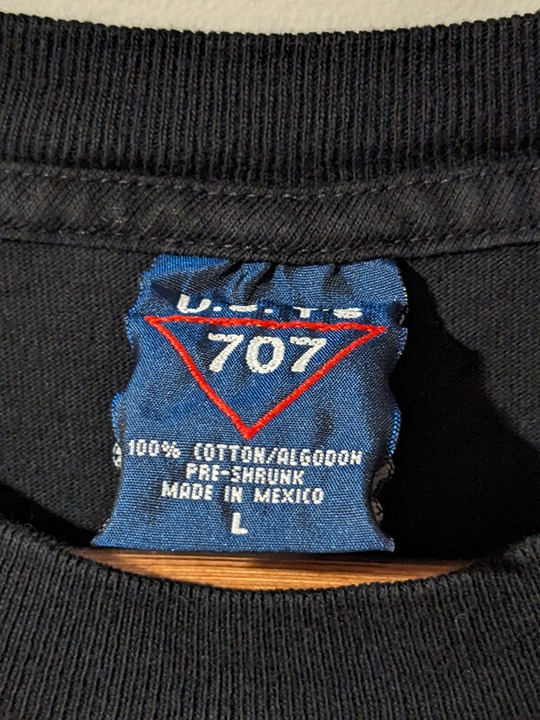 707
100% COTTON/ALGODON
PRE-SHRUNK
MADE IN MEXICO
L